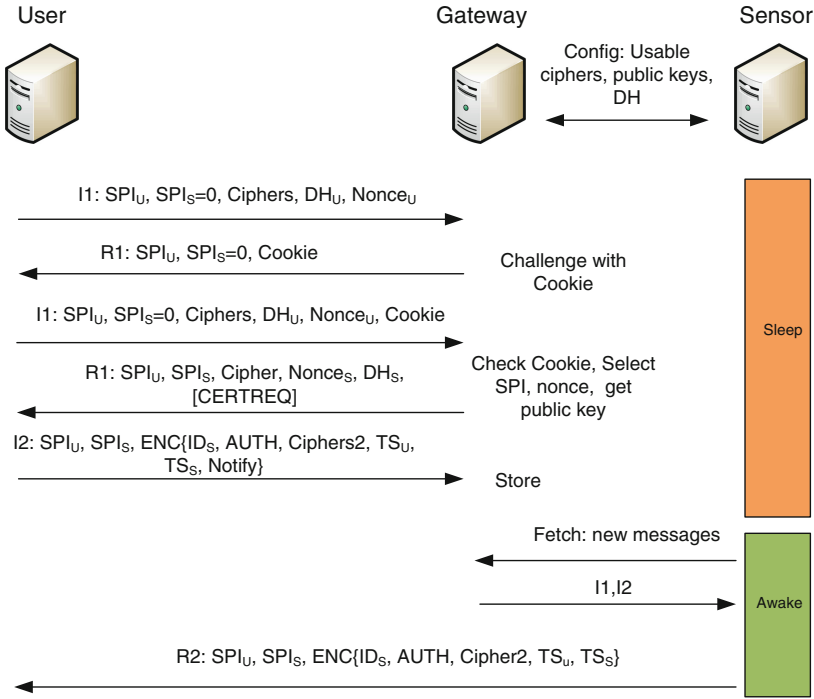 User
Gateway
Sensor
Config: Usable
ciphers, public keys,
DH
I1: SPIU, SPIS=0, Ciphers, DHU, NonceU
R1: SPIU, SPIS=0, Cookie
Challenge with
Cookie
I1: SPIU, SPIS=0, Ciphers, DHU, NonceU, Cookie
Sleep
R1: SPIU, SPIS, Cipher, NonceS, DHS,
[CERTREQ]
Check Cookie, Select
SPI, nonce, get
public key
I2: SPIU, SPIS, ENC{IDS, AUTH, Ciphers2, TSU,
TSS, Notify}
Store
Fetch: new messages
I1,I2
Awake
R2: SPIU, SPIS, ENC{IDS, AUTH, Cipher2, TSu, TSS}